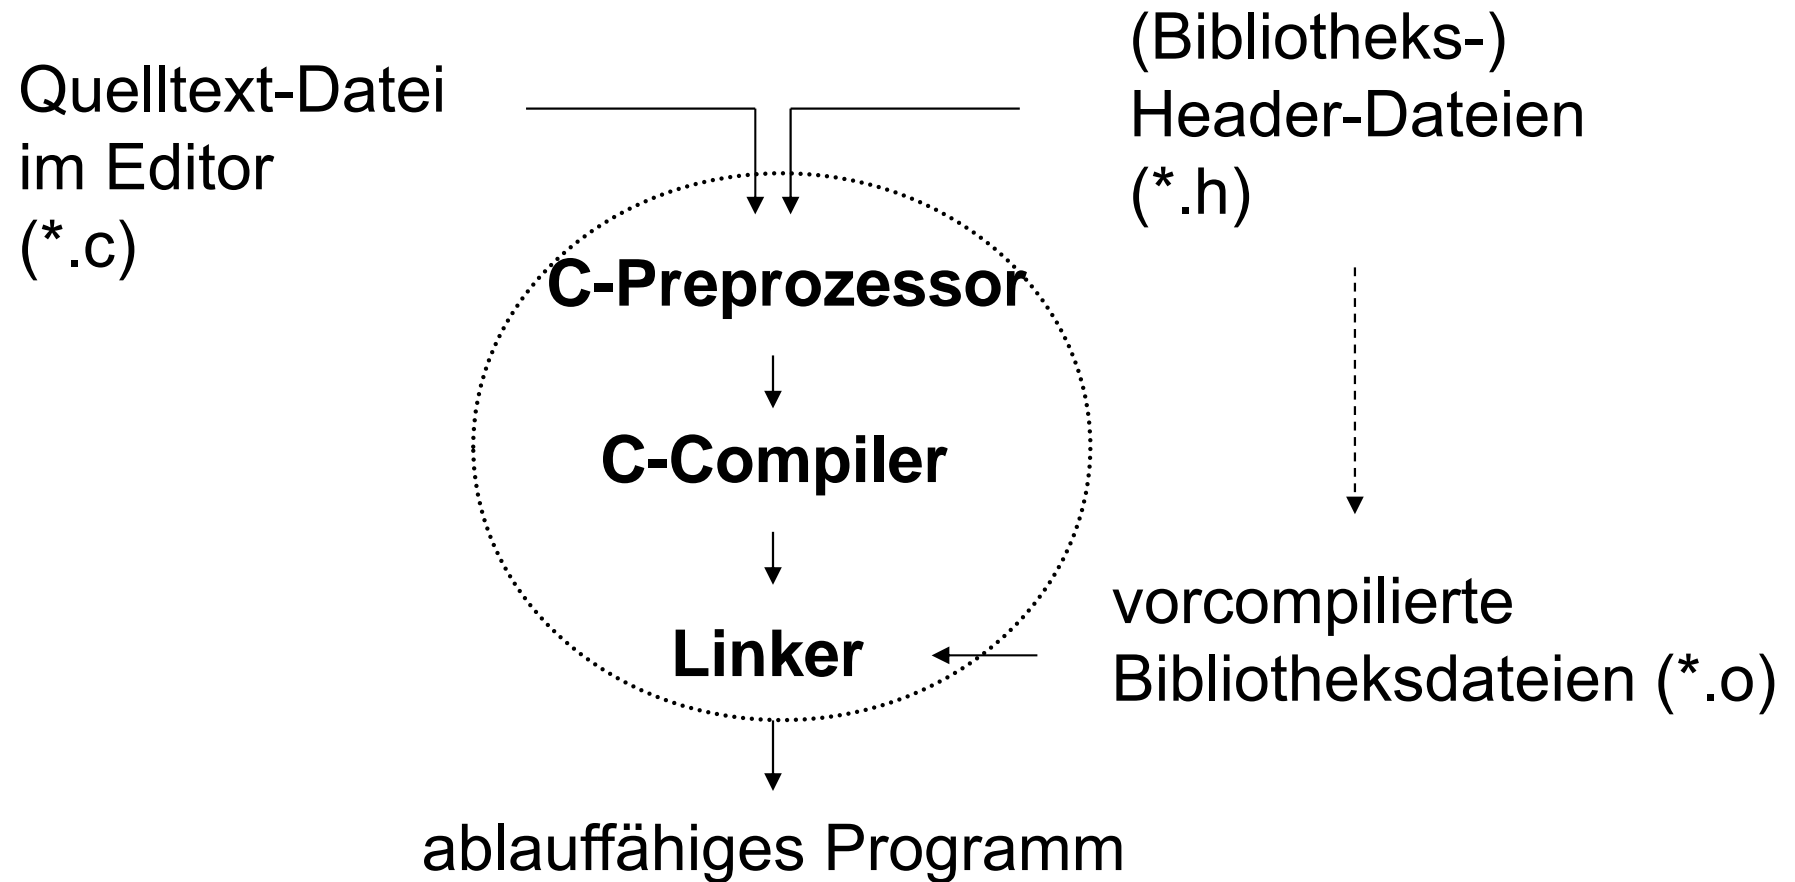 Quelltext-Datei
im Editor
(*.c)
(Bibliotheks-)
Header-Dateien
(*.h)
C-Preprozessor
C-Compiler
Linker
vorcompilierte
Bibliotheksdateien (*.o)
ablauffähiges Programm